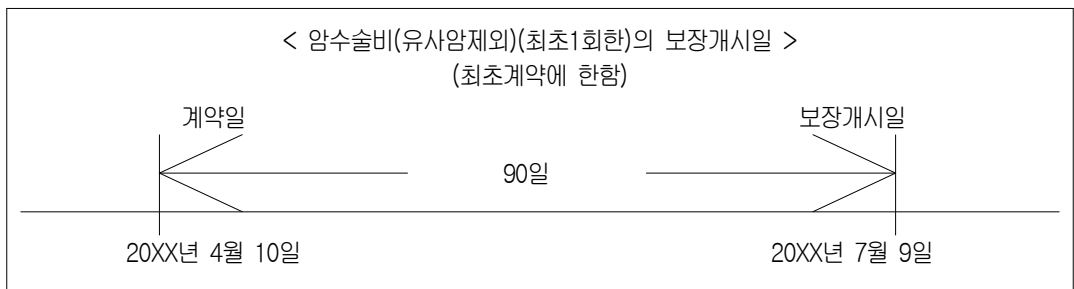 < 암수술비(유사암제외)(최초1회한)의 보장개시일 >
(최초계약에 한함)
계약일 보장개시일
90일
20XX년 4월 10일 20XX년 7월 9일